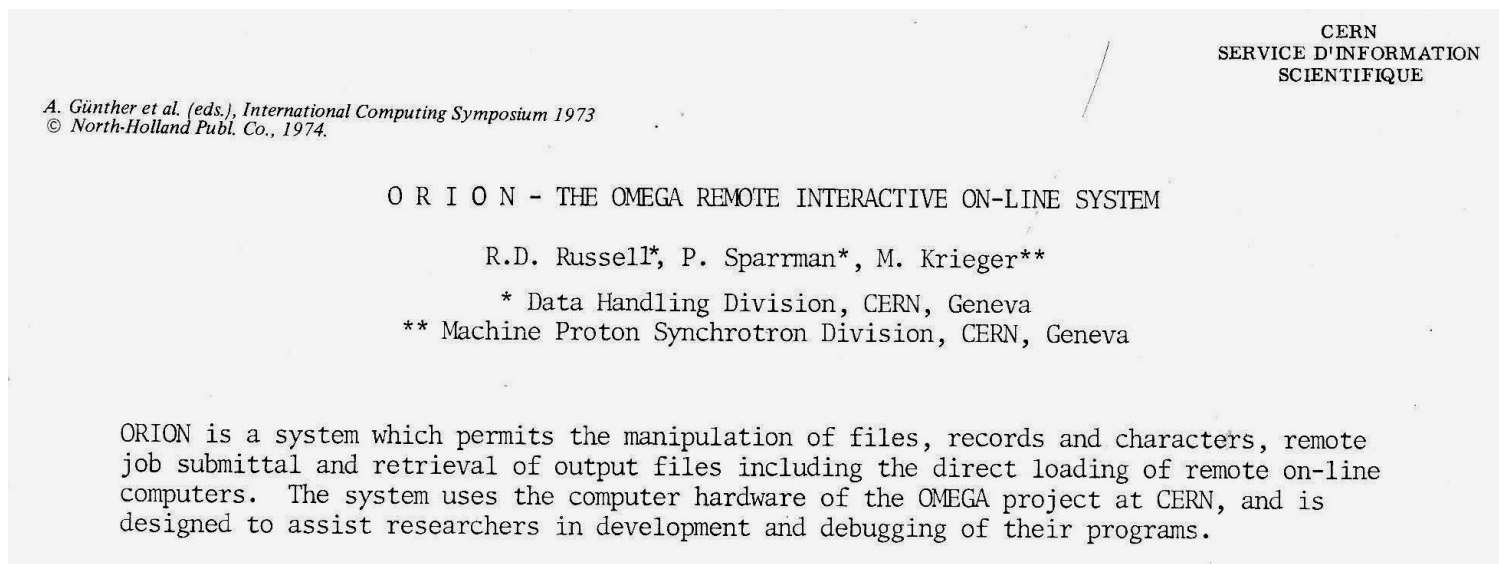 CERN
SERVICE D'INFORMATION
SCIENTIFIQUE
A. Günther et al. (eds.), International Computing Symposium 1973
© North-Holland Publ. Co., 1974.
O R I O N - THE OMEGA REMOTE INTERACTIVE ON-LINE SYSTEM
R.D. Russell*, P. Sparrman*, M. Krieger**
* Data Handling Division, CERN, Geneva
** Machine Proton Synchrotron Division, CERN, Geneva
ORION is a system which permits the manipulation of files, records and characters, remote
job submittal and retrieval of output files including the direct loading of remote on-line
computers. The system uses the computer hardware of the OMEGA project at CERN, and is
designed to assist researchers in development and debugging of their programs.